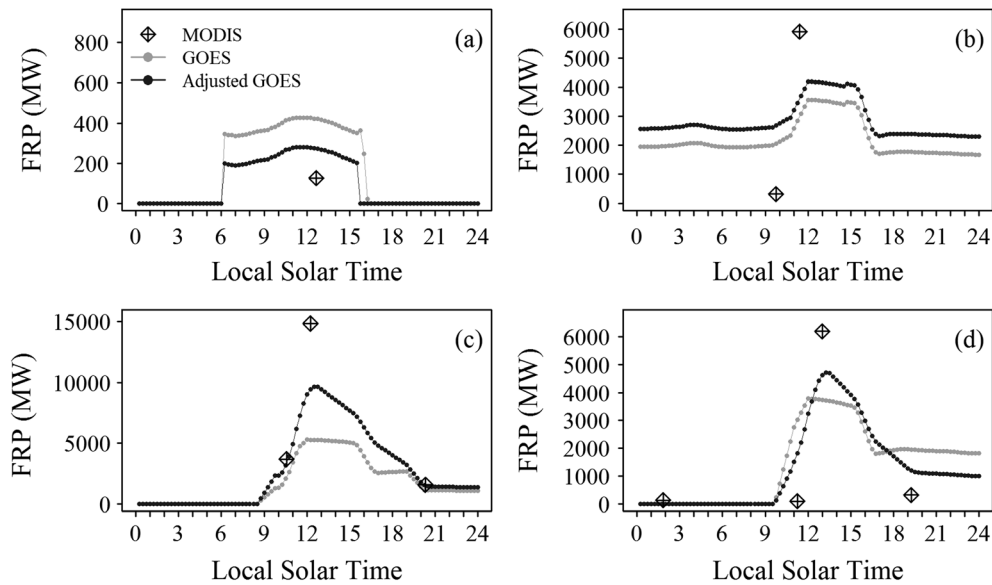 (a)
MODIS
GOES
Adjusted GOES
FRP (MW)
800
600
400
200
0
0 3 6 9 12 15 18 21 24
Local Solar Time
(b)
FRP (MW)
6000
5000
4000
3000
2000
1000
0
0 3 6 9 12 15 18 21 24
Local Solar Time
(c)
FRP (MW)
15000
10000
5000
0
0 3 6 9 12 15 18 21 24
Local Solar Time
(d)
FRP (MW)
6000
5000
4000
3000
2000
1000
0
0 3 6 9 12 15 18 21 24
Local Solar Time